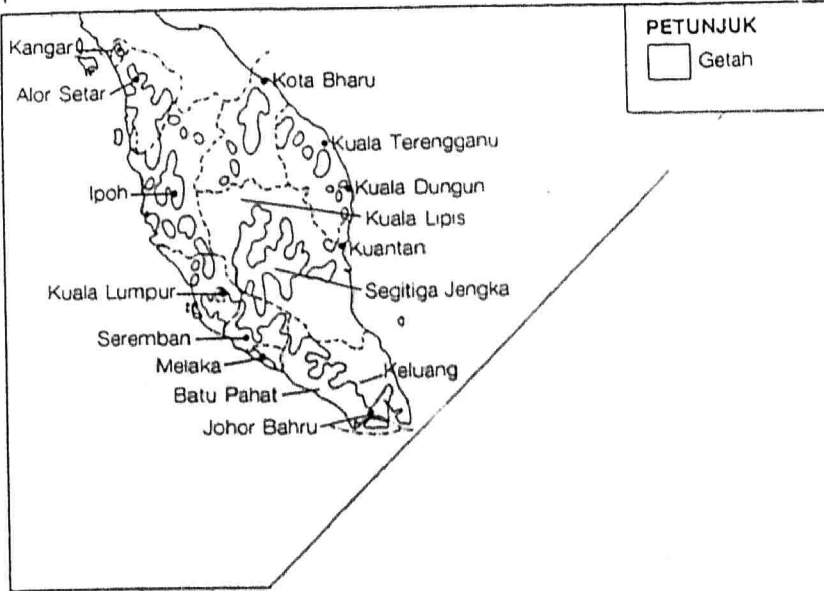 PETUNJUK
Getah
Kangar
Alor Setar
Kota Bharu
Kuala Terengganu
Ipoh
Kuala Dungun
Kuala Lipis
Kuantan
Kuala Lumpur
Segitiga Jengka
Seremban
Melaka
Keluang
Batu Pahat
Johor Bahru